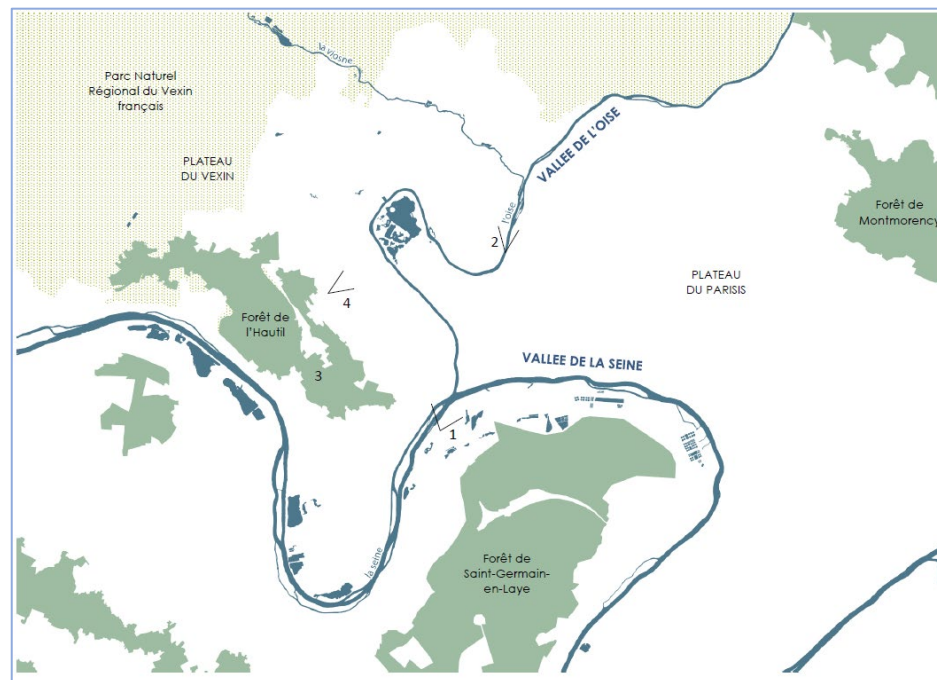 la viosne
Parc Naturel
Régional du Vexin
français
VALLEE DE L'OISE
PLATEAU
DU VEXIN
l'oise
Forêt de
Montmorency
2
PLATEAU
DU PARISIS
4
Forêt de
l'Hautil
VALLEE DE LA SEINE
3
1
la seine
Forêt de
Saint-Germain-
en-Laye